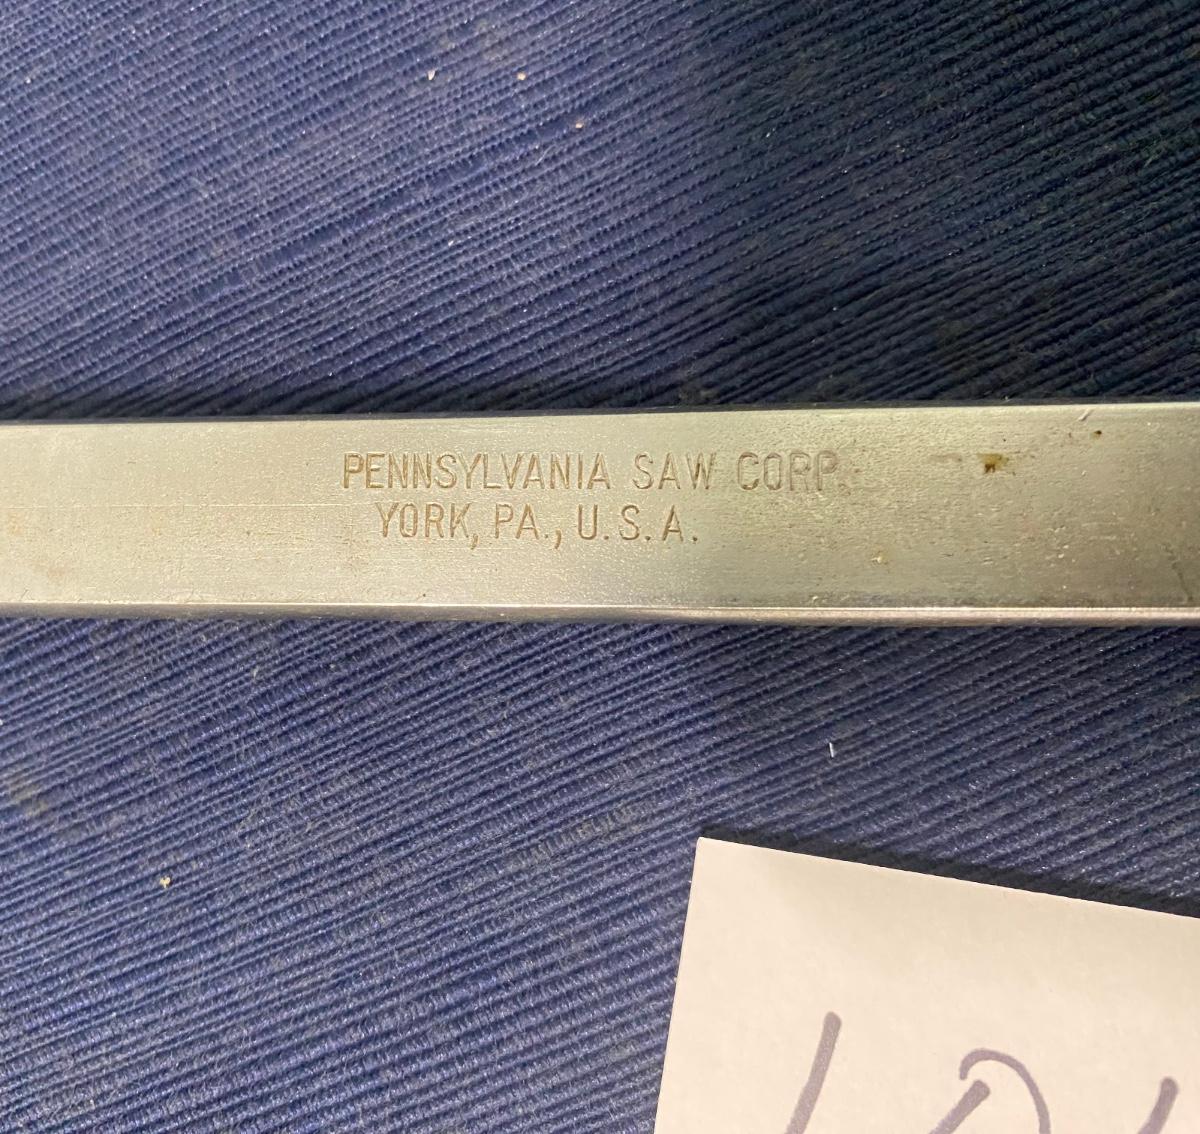 PENNSYLVANIA SAW CORP.
YORK, PA., U.S.A.